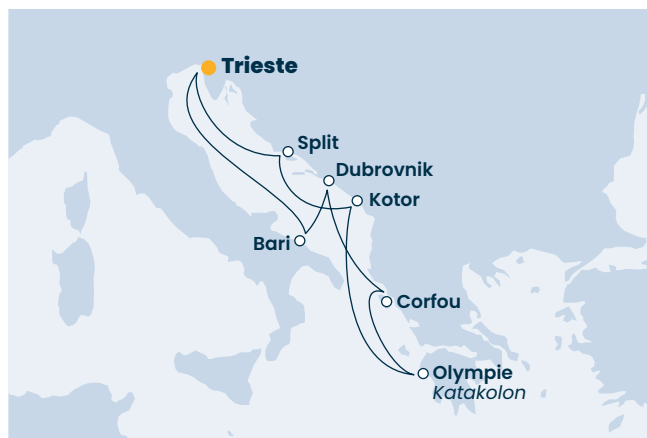 Trieste
Split
Dubrovnik
Kotor
Bari
Corfou
Olympie
Katakolon